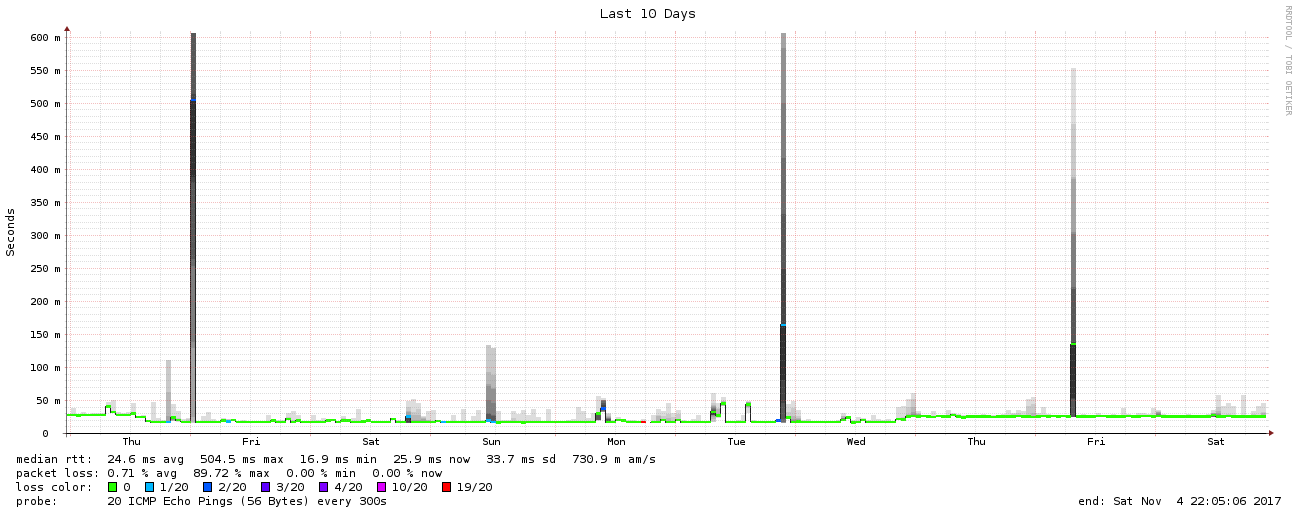 Last 10 Days
RRDTOOL / TOBI OETIKER
Seconds
600 m
550 m
500 m
450 m
400 m
350 m
300 m
250 m
200 m
150 m
100 m
50 m
0
Thu Fri Sat Sun Mon Tue Wed Thu Fri Sat
median rtt: 24.6 ms avg 504.5 ms max 16.9 ms min 25.9 ms now 33.7 ms sd 730.9 m am/s
packet loss: 0.71 % avg 89.72 % max 0.00 % min 0.00 % now
loss color: 0 1/20 2/20 3/20 4/20 10/20 19/20
probe: 20 ICMP Echo Pings (56 Bytes) every 300s end: Sat Nov 4 22:05:06 2017